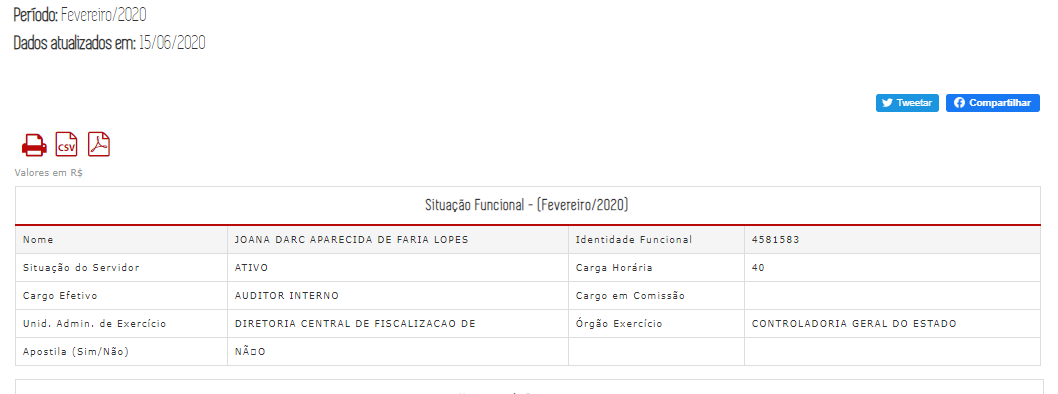 Período: Fevereiro/2020
Dados atualizados em: 15/06/2020
Tweetar Compartilhar
CSV
Valores em R$
Situação Funcional - (Fevereiro/2020)
Nome JOANA DARC APARECIDA DE FARIA LOPES Identidade Funcional 4581583
Situação do Servidor ATIVO Carga Horária 40
Cargo Efetivo AUDITOR INTERNO Cargo em Comissão
Unid. Admin. de Exercício DIRETORIA CENTRAL DE FISCALIZACAO DE Órgão Exercício CONTROLADORIA GERAL DO ESTADO
Apostila (Sim/Não) NÃ□O